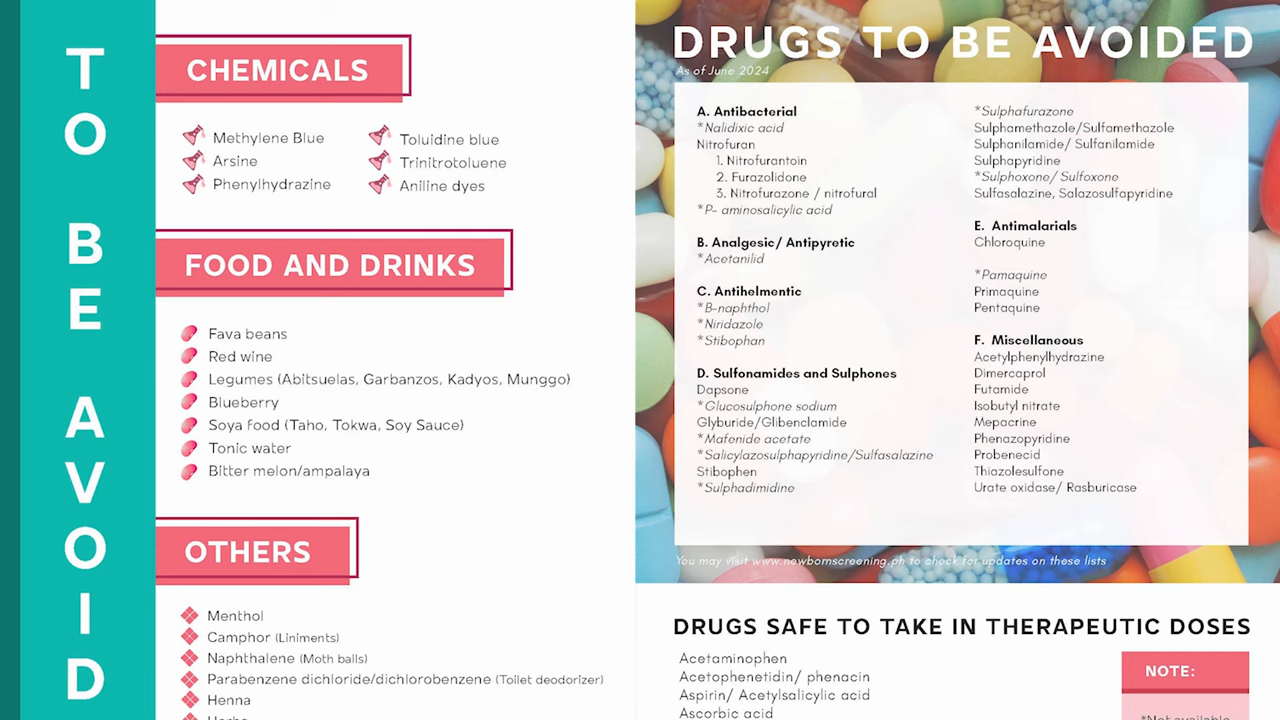 TO BE AVOID
CHEMICALS
Methylene Blue
Arsine
Phenylhydrazine
Toluidine blue
Trinitrotoluene
Aniline dyes
FOOD AND DRINKS
Fava beans
Red wine
Legumes (Abitsuelas, Garbanzos, Kadyos, Munggo)
Blueberry
Soya food (Taho, Tokwa, Soy Sauce)
Tonic water
Bitter melon/ampalaya
OTHERS
Menthol
Camphor (Liniments)
Naphthalene (Moth balls)
Parabenzene dichloride/dichlorobenzene (Toilet deodorizer)
Henna
DRUGS TO BE AVOIDED
As of June 2024
A. Antibacterial
*Nalidixic acid
Nitrofuran
1. Nitrofurantoin
2. Furazolidone
3. Nitrofurazone / nitrofural
*P- aminosalicylic acid
B. Analgesic/ Antipyretic
*Acetanilid
C. Antihelmentic
*B-naphthol
*Niridazole
*Stibophan
D. Sulfonamides and Sulphones
Dapsone
*Glucosulphone sodium
Glyburide/Glibenclamide
*Mafenide acetate
*Salicylazosulphapyridine/Sulfasalazine
Stibophen
*Sulphadimidine
*Sulphafurazone
Sulphamethazole/Sulfamethazole
Sulphanilamide/ Sulfanilamide
Sulphapyridine
*Sulphoxone/ Sulfoxone
Sulfasalazine, Salazosulfapyridine
E. Antimalarials
Chloroquine
*Pamaquine
Primaquine
Pentaquine
F. Miscellaneous
Acetylphenylhydrazine
Dimercaprol
Futamide
Isobutyl nitrate
Mepacrine
Phenazopyridine
Probenecid
Thiazolesulfone
Urate oxidase/ Rasburicase
You may visit www.newbornscreening.ph to check for updates on these lists
DRUGS SAFE TO TAKE IN THERAPEUTIC DOSES
Acetaminophen
Acetophenetidin/ phenacin
Aspirin/ Acetylsalicylic acid
Ascorbic acid
NOTE:
*Not available